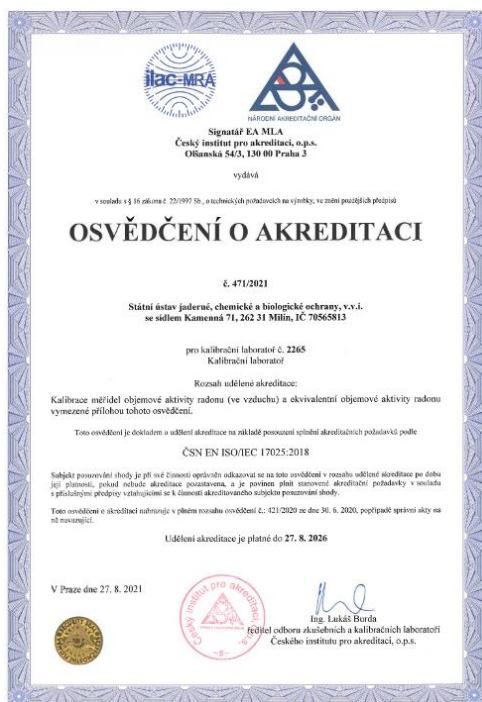 ilac-MRA
NÁRODNÍ AKREDITAČNÍ ORGÁN
Signatář EA MLA
Český institut pro akreditaci, o.p.s.
Olšanská 54/3, 130 00 Praha 3
vydává
v souladu s § 16 zákona č. 22/1997 Sb., o technických požadavcích na výrobky, ve znění pozdějších předpisů
OSVĚDČENÍ O AKREDITACI
č. 471/2021
Státní ústav jaderné, chemické a biologické ochrany, v.v.i.
se sídlem Kamenná 71, 262 31 Milín, IČ 70565813
pro kalibrační laboratoř č. 2265
Kalibrační laboratoř
Rozsah udělené akreditace:
Kalibrace měřidel objemové aktivity radonu (ve vzduchu) a ekvivalentní objemové aktivity radonu
vymezené přílohou tohoto osvědčení.
Toto osvědčení je dokladem o udělení akreditace na základě posouzení splnění akreditačních požadavků podle
ČSN EN ISO/IEC 17025:2018
Subjekt posuzování shody je při své činnosti oprávněn odkazovat se na toto osvědčení v rozsahu udělené akreditace po dobu
její platnosti, pokud nebude akreditace pozastavena, a je povinen plnit stanovené akreditační požadavky v souladu
s příslušnými předpisy vztahujícími se k činnosti akreditovaného subjektu posuzování shody.
Toto osvědčení o akreditaci nahrazuje v plném rozsahu osvědčení č.: 421/2020 ze dne 30. 6. 2020, popřípadě správní akty na
ně navazující.
Udělení akreditace je platné do 27. 8. 2026
V Praze dne 27. 8. 2021
Český institut pro akreditaci, o.p.s.
-5-
Ing. Lukáš Burda
ředitel odboru zkušebních a kalibračních laboratoří
Českého institutu pro akreditaci, o.p.s.